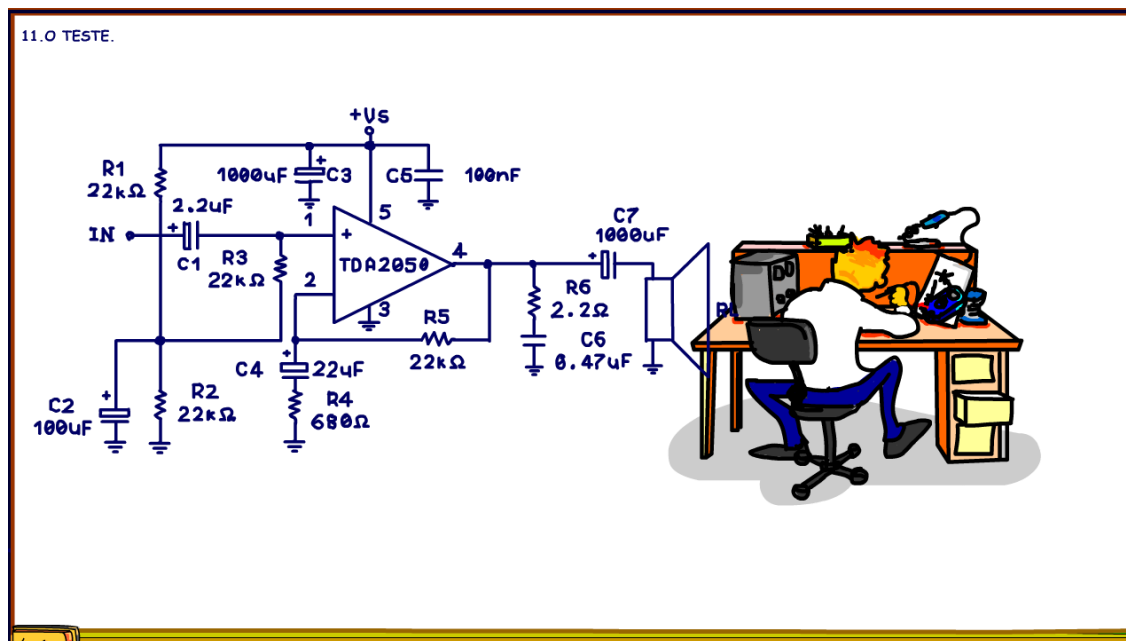 11.O TESTE.
+Vs
R1
22kΩ
1000uF
+
C3
C5
100nF
2.2uF
+
IN
C1
R3
22kΩ
1
5
+
TDA2050
4
2
3
C7
1000uF
+
R6
2.2Ω
C6
0.47uF
R5
22kΩ
+
C4
22uF
R4
680Ω
R2
22kΩ
+
C2
100uF